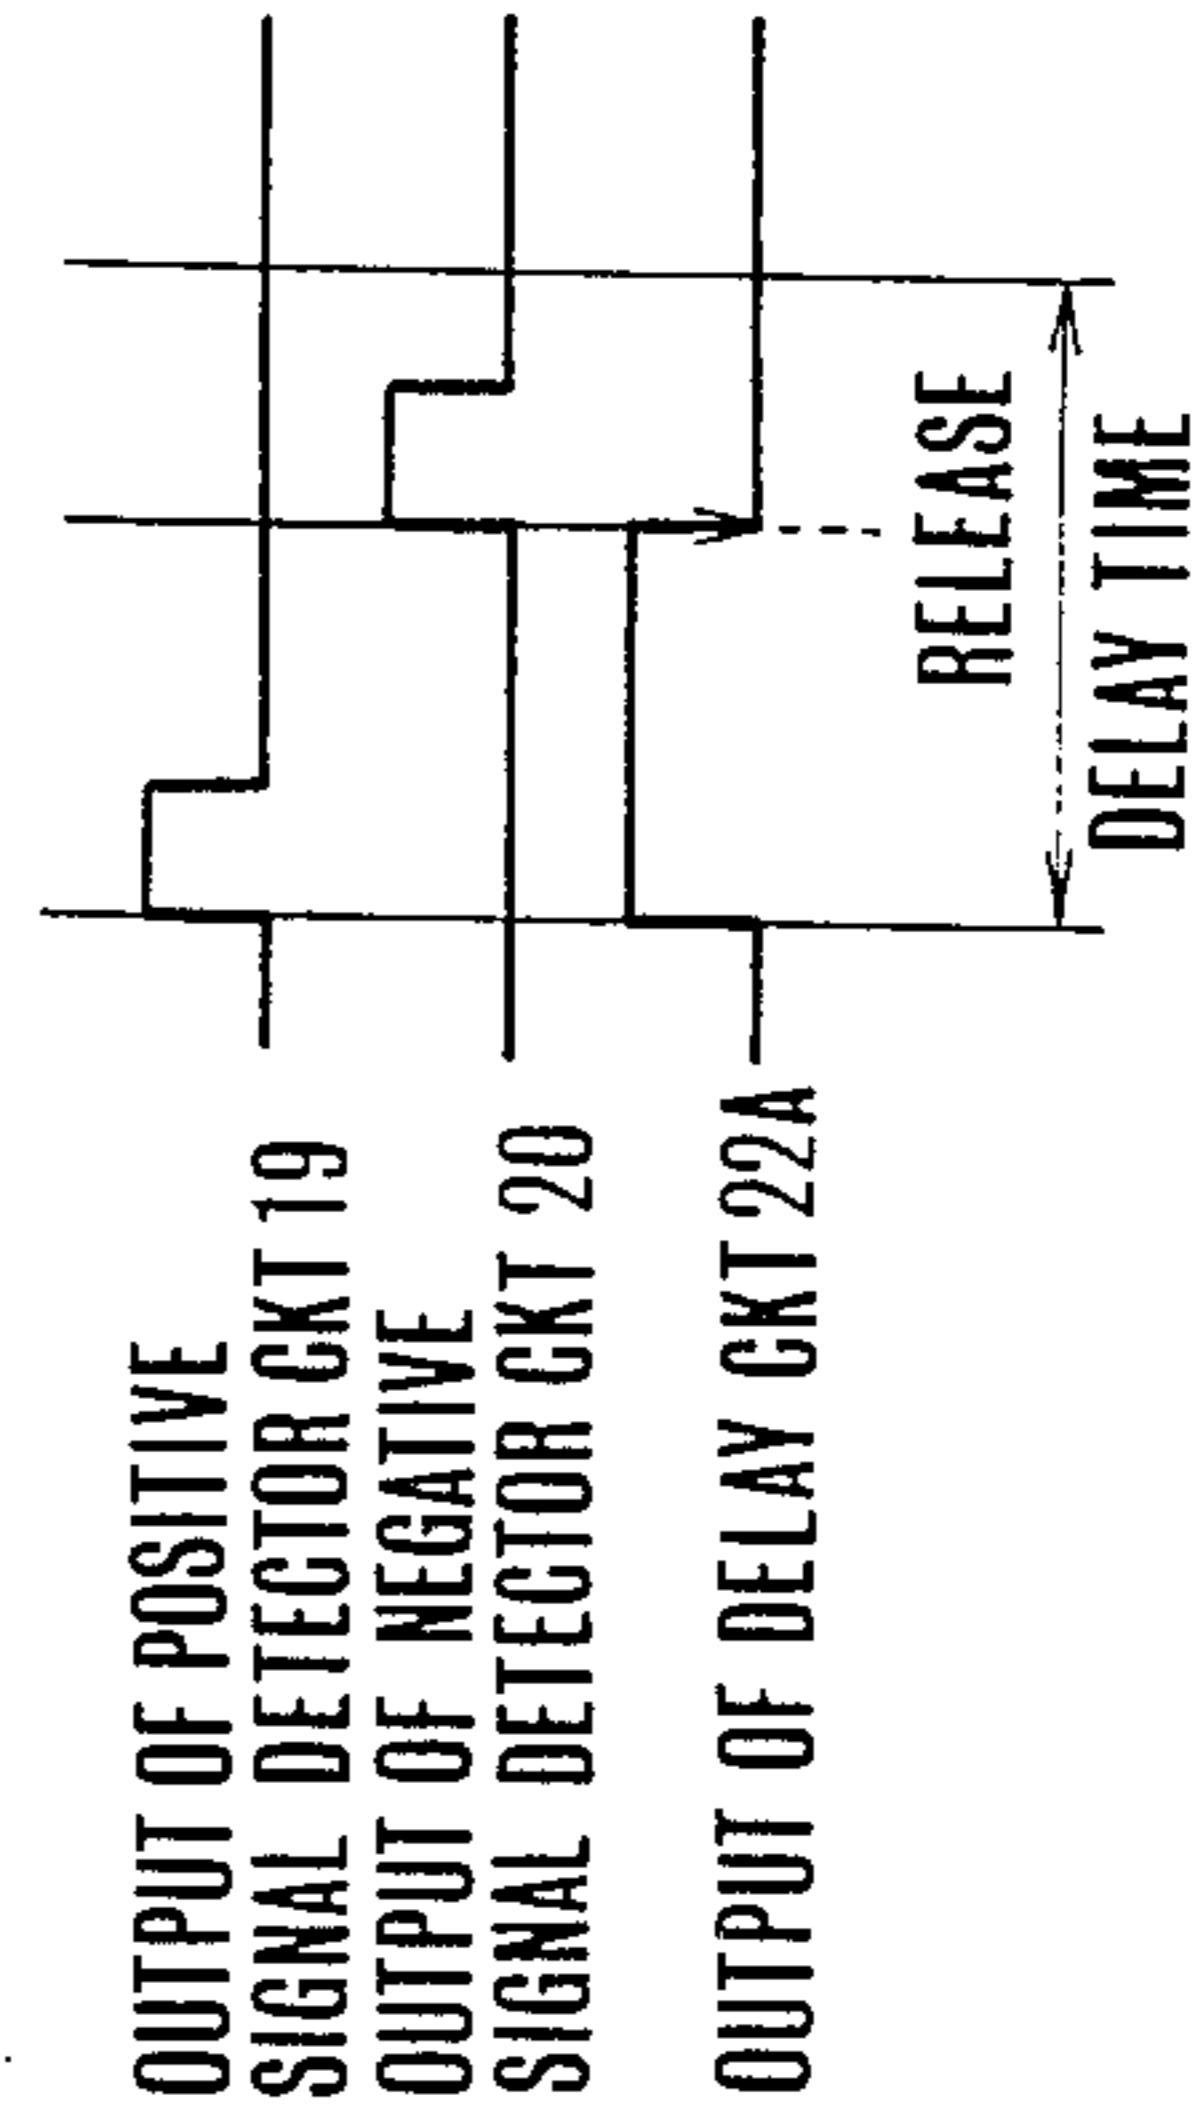 OUTPUT OF POSITIVE
SIGNAL DETECTOR CKT 19
OUTPUT OF NEGATIVE
SIGNAL DETECTOR CKT 20
OUTPUT OF DELAY CKT 22A
RELEASE
DELAY TIME